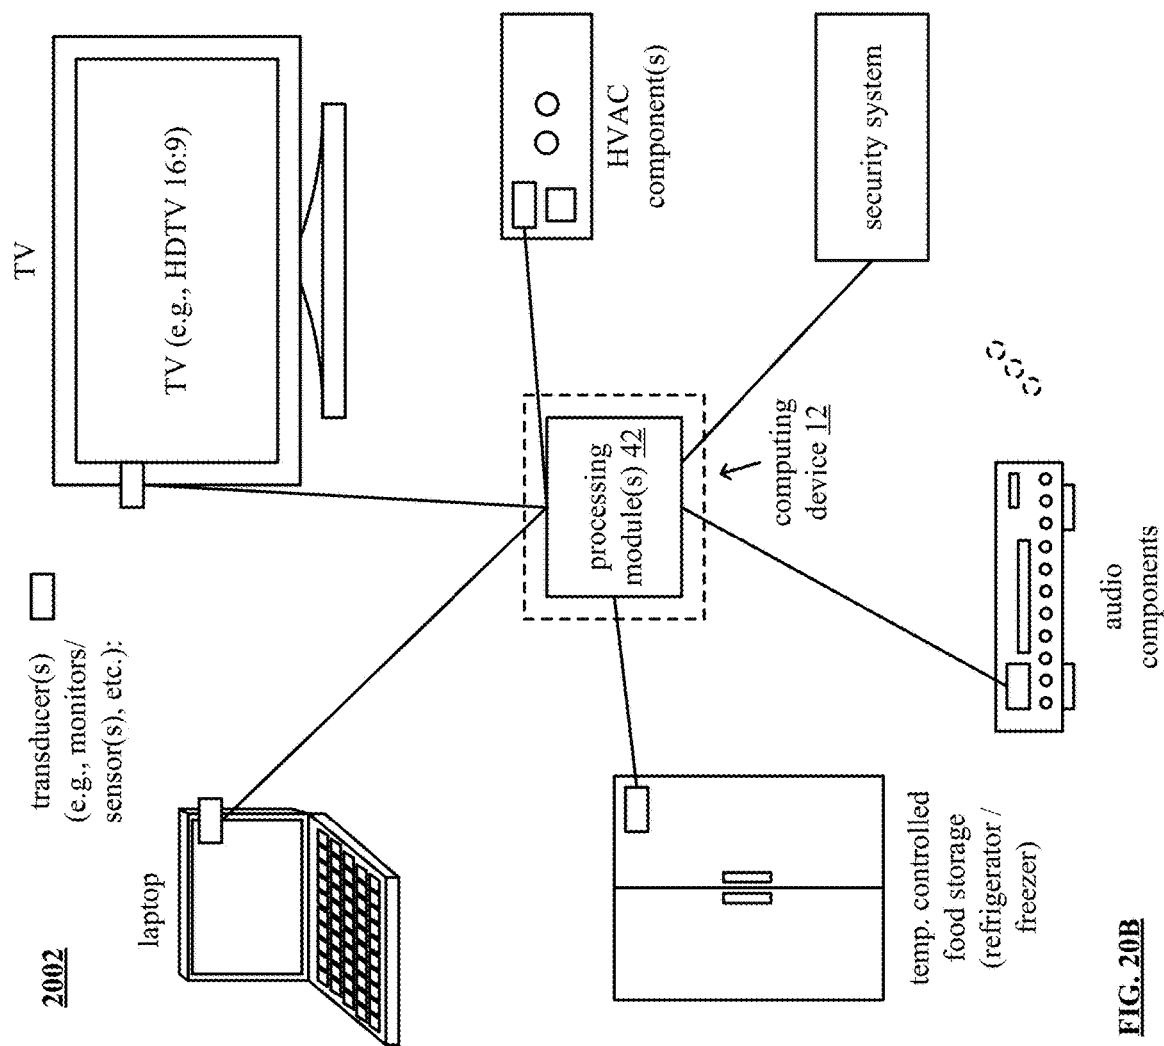 2002
transducer(s)
(e.g., monitors/
sensor(s), etc.):
TV
TV (e.g., HDTV 16:9)
laptop
HVAC
component(s)
processing
module(s) 42
computing
device 12
security system
temp. controlled
food storage
(refrigerator /
freezer)
audio
components
FIG. 20B